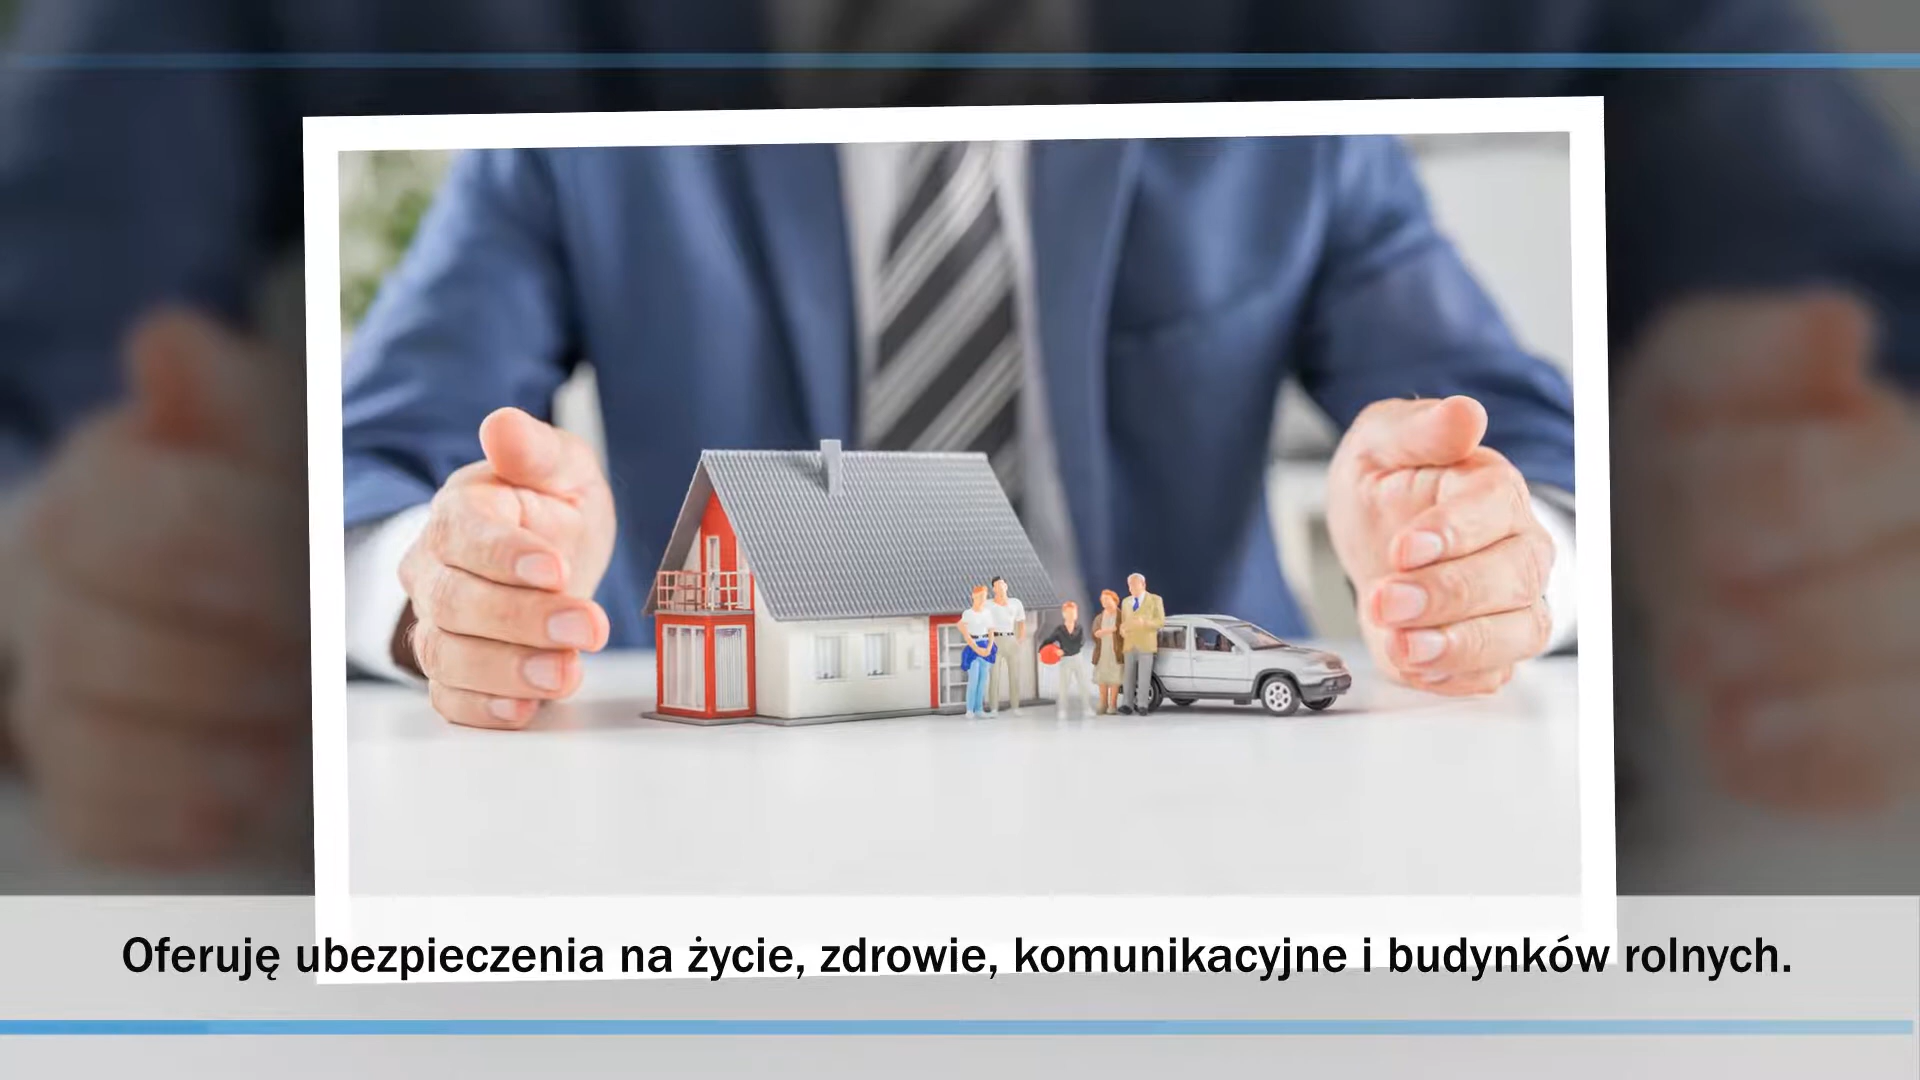 Oferuję ubezpieczenia na życie, zdrowie, komunikacyjne i budynków rolnych.